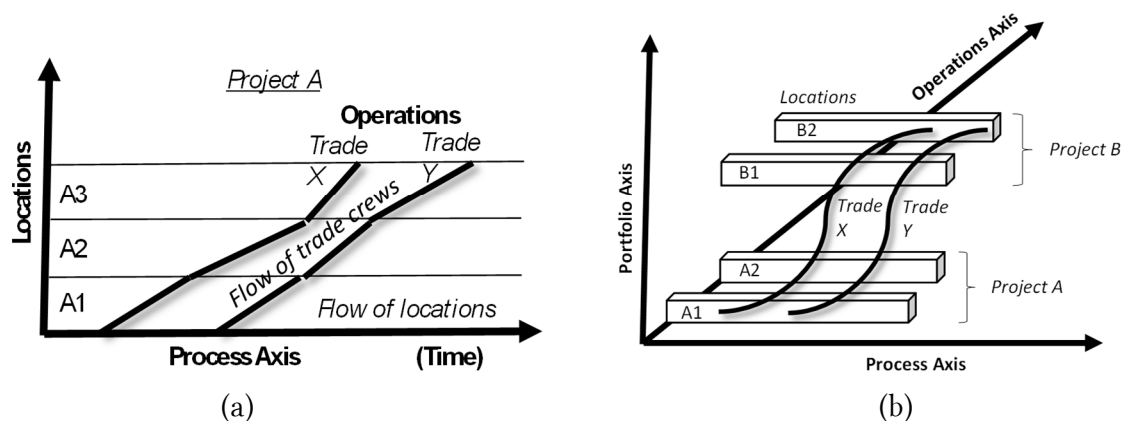 Project A
Operations
Trade
X
Trade
Y
Locations
A3
A2
A1
Flow of trade crews
Flow of locations
Process Axis
(Time)
(a)
Portfolio Axis
Operations Axis
Locations
B2
B1
Project B
Trade
X
Trade
Y
A2
A1
Project A
Process Axis
(b)